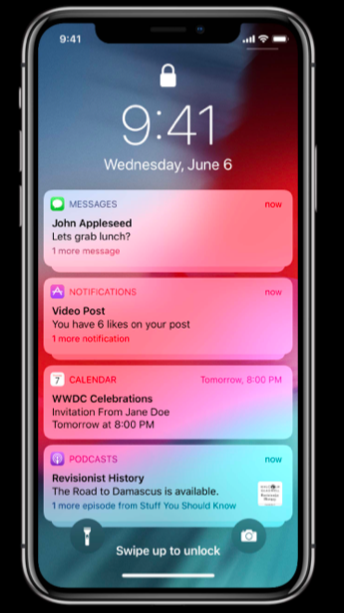 9:41
9:41
Wednesday, June 6
MESSAGES now
John Appleseed
Lets grab lunch?
1 more message
NOTIFICATIONS now
Video Post
You have 6 likes on your post
1 more notification
7
CALENDAR Tomorrow, 8:00 PM
WWDC Celebrations
Invitation From Jane Doe
Tomorrow at 8:00 PM
PODCASTS now
Revisionist History
The Road to Damascus is available.
1 more episode from Stuff You Should Know
Swipe up to unlock